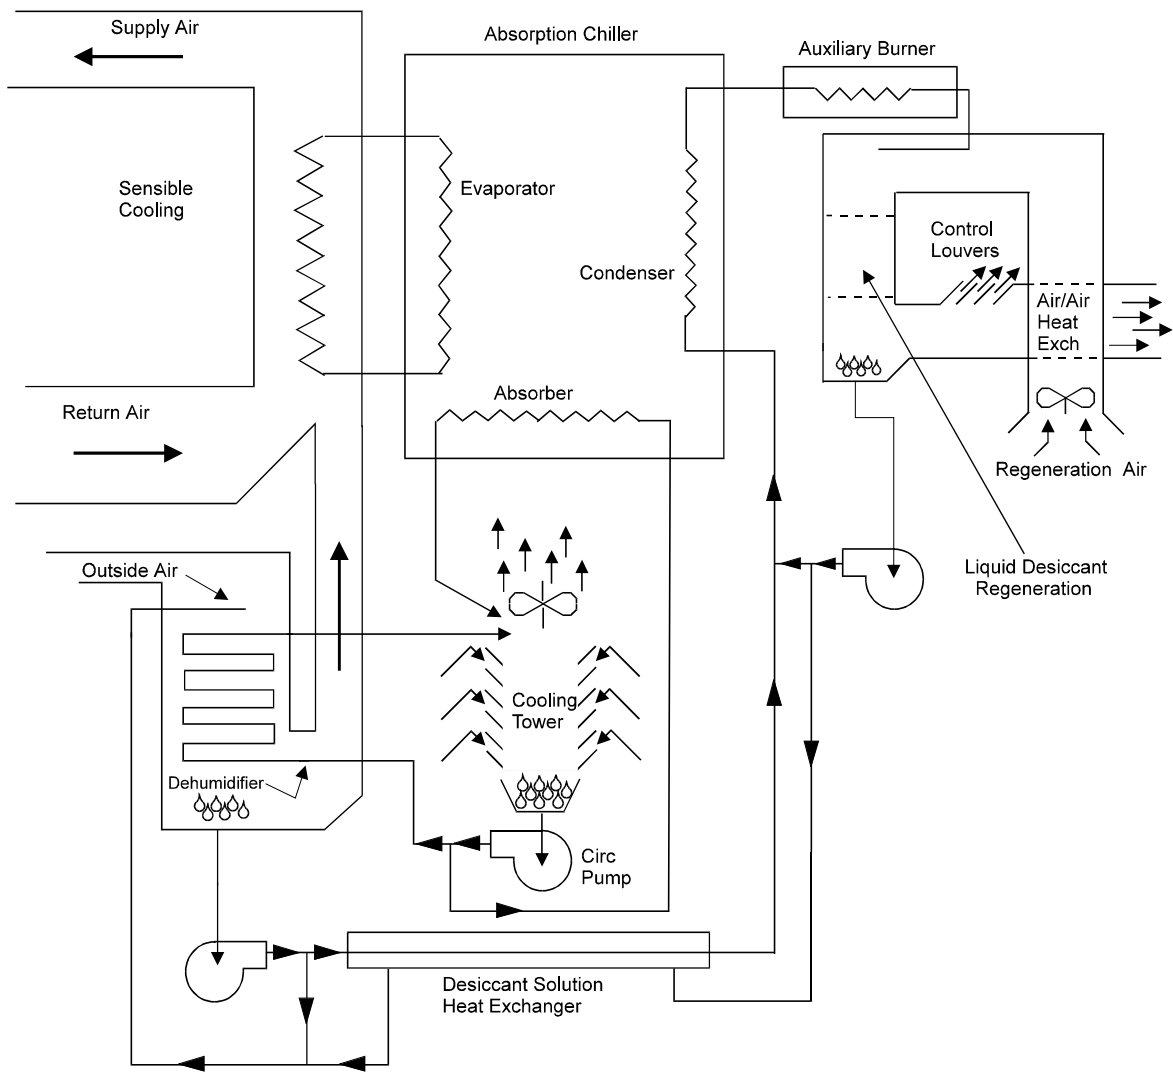 Supply Air
Absorption Chiller
Auxiliary Burner
Sensible
Cooling
Evaporator
Condenser
Control
Louvers
Air/Air
Heat
Exch
Return Air
Absorber
Regeneration Air
Outside Air
Liquid Desiccant
Regeneration
Cooling
Tower
Dehumidifier
Circ
Pump
Desiccant Solution
Heat Exchanger